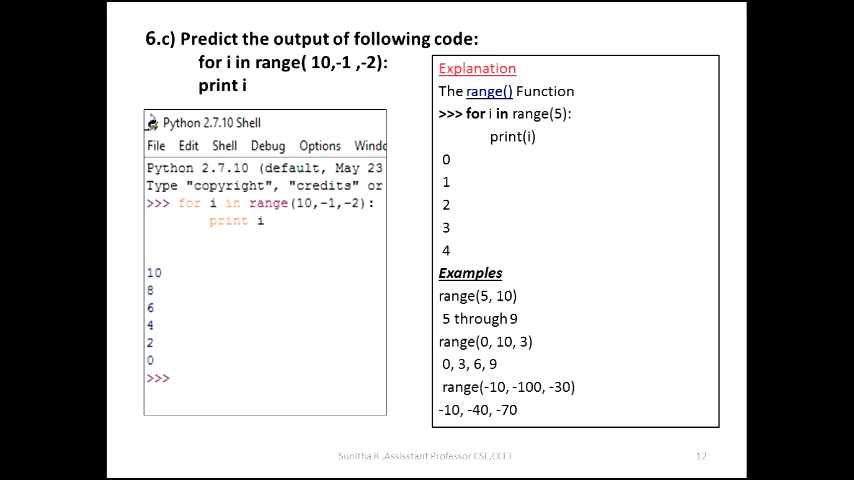 6.c) Predict the output of following code:
for i in range( 10,-1 ,-2):
print i
Python 2.7.10 Shell
File Edit Shell Debug Options Windo
Python 2.7.10 (default, May 23
Type "copyright", "credits" or
>>> for i in range(10,-1,-2):
print i
10
8
6
4
2
0
>>>
Explanation
The range() Function
>>> for i in range(5):
print(i)
0
1
2
3
4
Examples
range(5, 10)
5 through 9
range(0, 10, 3)
0, 3, 6, 9
range(-10, -100, -30)
-10, -40, -70
Sunitha R ,Assisstant Professor CSE,CCET
12